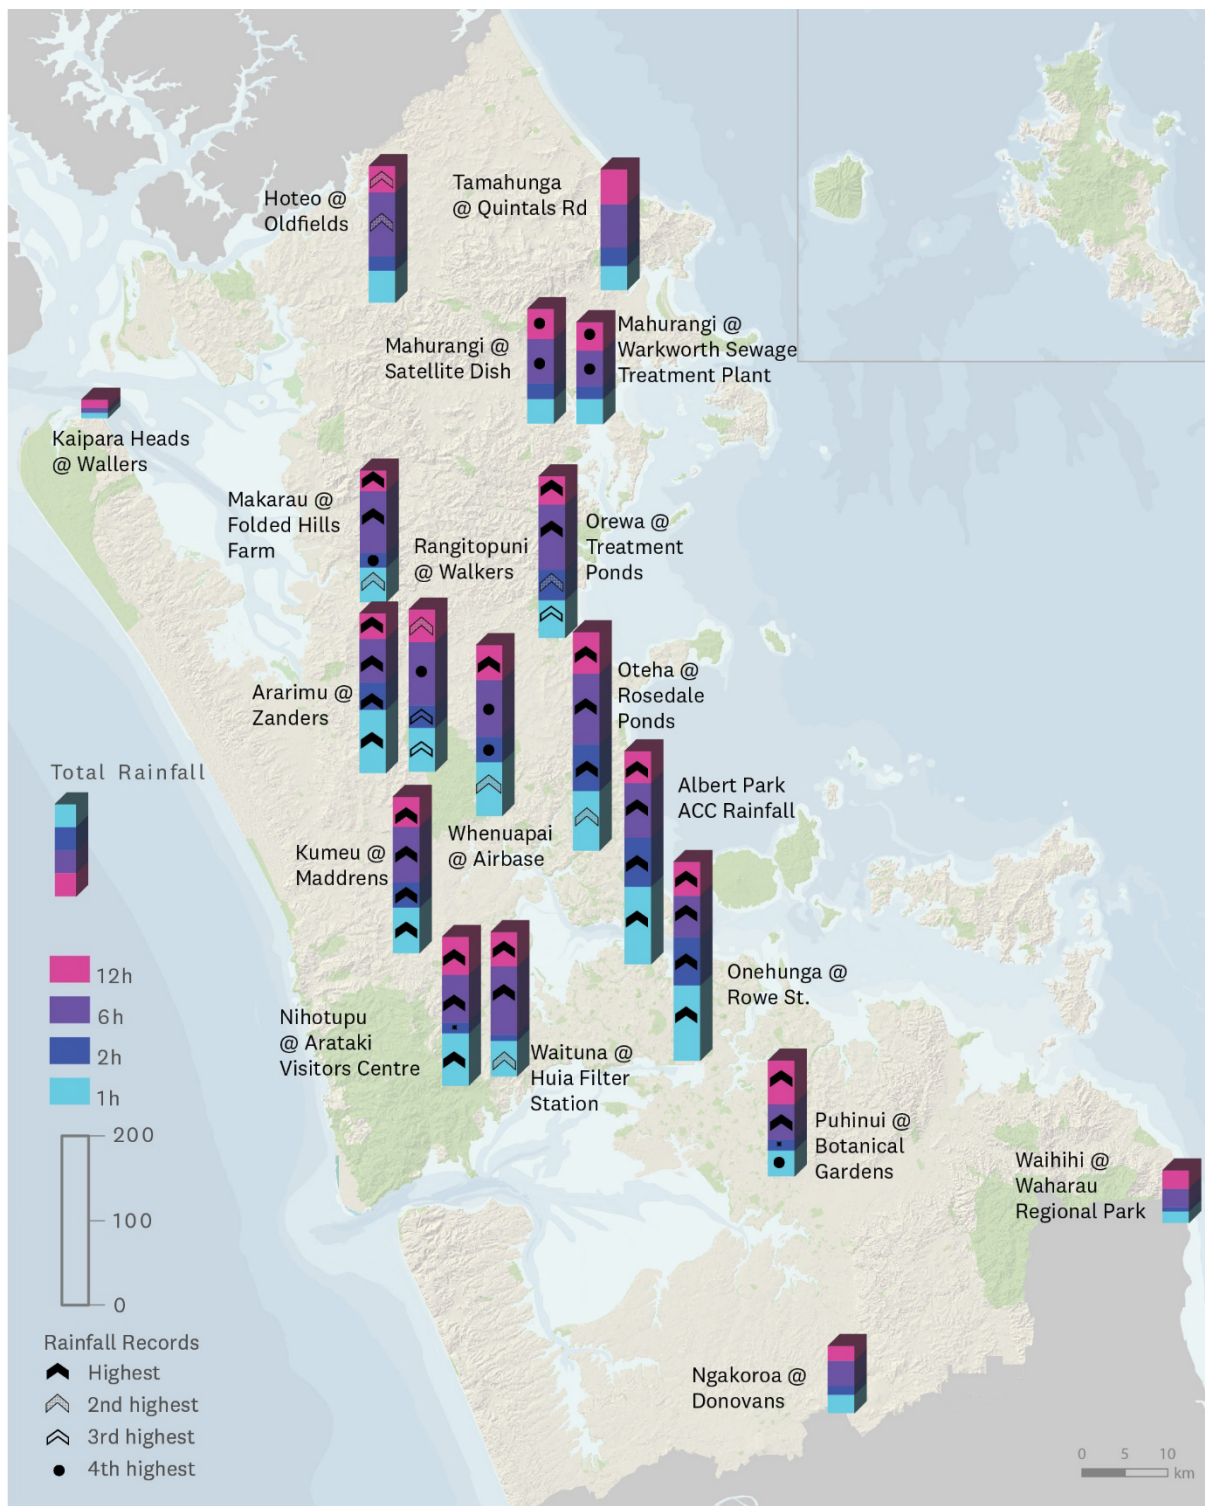 Hoteo @
Oldfields
Tamahunga
@ Quintals Rd
Mahurangi @
Satellite Dish
Mahurangi @
Warkworth Sewage
Treatment Plant
Kaipara Heads
@ Wallers
Makarau @
Folded Hills
Farm
Rangitopuni
@ Walkers
Orewa @
Treatment
Ponds
Ararimu @
Zanders
Oteha @
Rosedale
Ponds
Albert Park
ACC Rainfall
Whenuapai
@ Airbase
Kumeu @
Maddrens
Nihotupu
@ Arataki
Visitors Centre
Waituna @
Huia Filter
Station
Onehunga @
Rowe St.
Puhinui @
Botanical
Gardens
Waihihi @
Waharau
Regional Park
Ngakoroa @
Donovans
Total Rainfall
12h
6h
2h
1h
200
100
0
Rainfall Records
Highest
2nd highest
3rd highest
4th highest
0 5 10
km